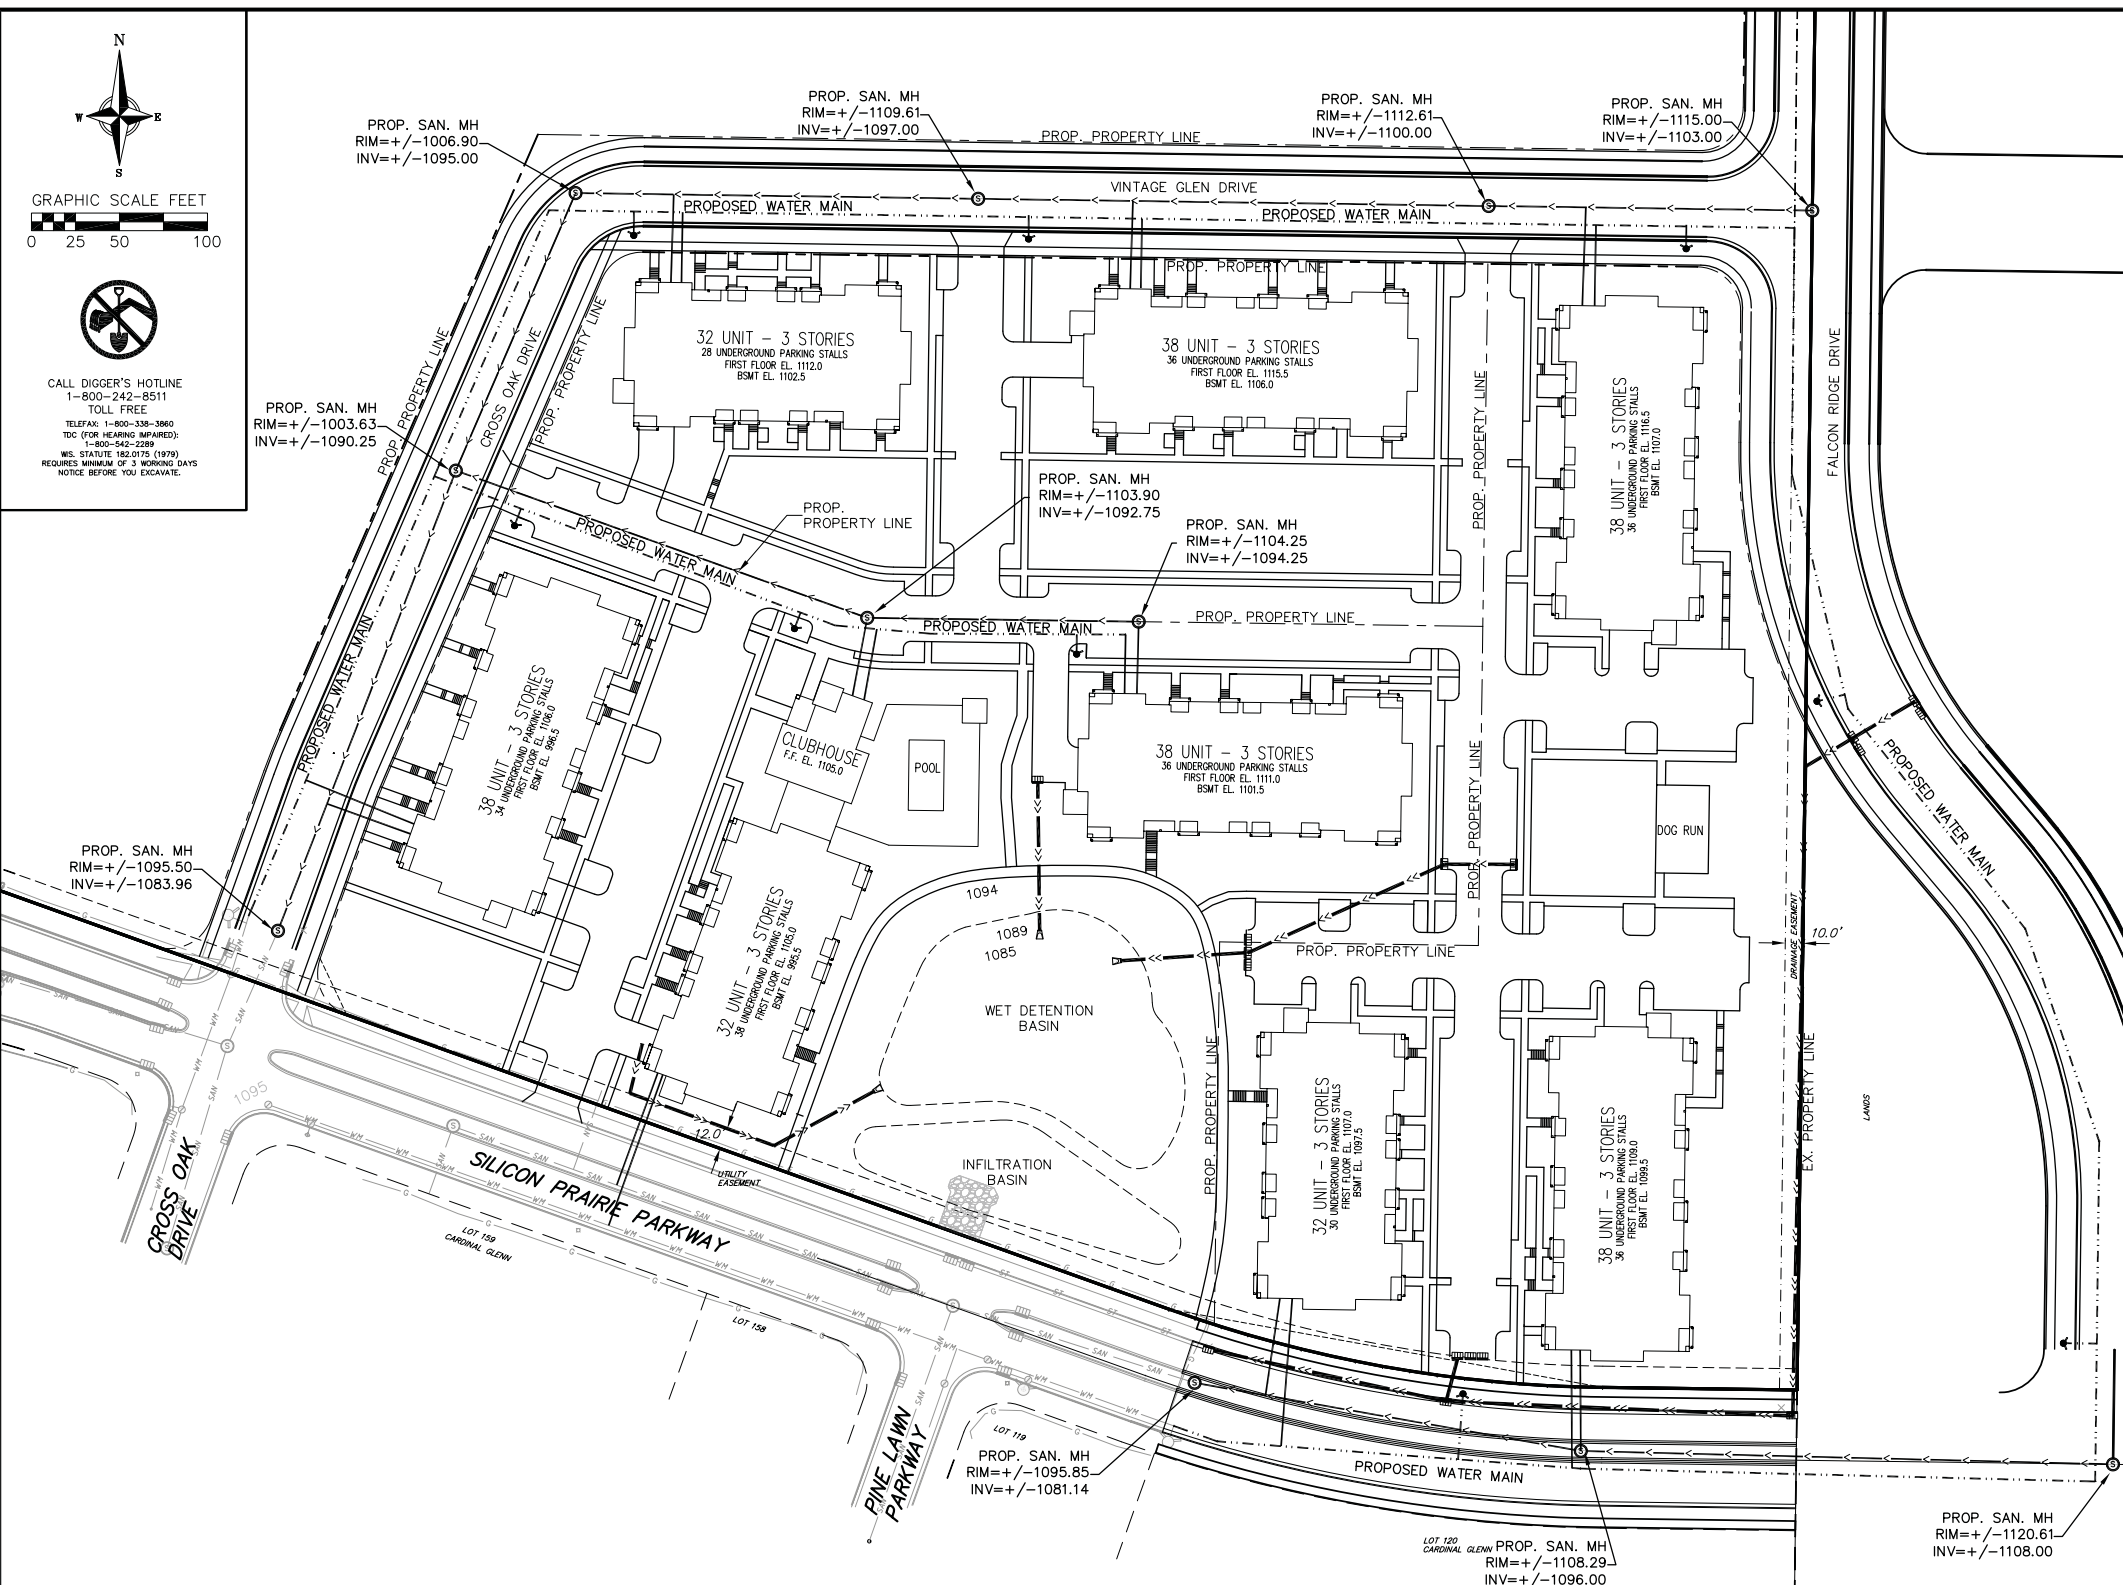 N
W
E
S
GRAPHIC SCALE FEET
0 25 50 100
CALL DIGGER'S HOTLINE
1-800-242-8511
TOLL FREE
TELEFAX: 1-800-338-3860
TDC (FOR HEARING IMPAIRED):
1-800-542-2289
WIS. STATUTE 182.0175 (1979)
REQUIRES MINIMUM OF 3 WORKING DAYS
NOTICE BEFORE YOU EXCAVATE.
PROP. SAN. MH
RIM=+/-1006.90
INV=+/-1095.00
PROP. SAN. MH
RIM=+/-1109.61
INV=+/-1097.00
PROP. SAN. MH
RIM=+/-1112.61
INV=+/-1100.00
PROP. SAN. MH
RIM=+/-1115.00
INV=+/-1103.00
PROP. PROPERTY LINE
VINTAGE GLEN DRIVE
PROPOSED WATER MAIN
PROPOSED WATER MAIN
PROP. PROPERTY LINE
PROP. PROPERTY LINE
CROSS OAK DRIVE
PROP. PROPERTY LINE
PROP. PROPERTY LINE
32 UNIT - 3 STORIES
28 UNDERGROUND PARKING STALLS
FIRST FLOOR EL. 1112.0
BSMT EL. 1102.5
38 UNIT - 3 STORIES
36 UNDERGROUND PARKING STALLS
FIRST FLOOR EL. 1115.5
BSMT EL. 1106.0
38 UNIT - 3 STORIES
36 UNDERGROUND PARKING STALLS
FIRST FLOOR EL. 1116.5
BSMT EL. 1107.0
PROP. PROPERTY LINE
FALCON RIDGE DRIVE
PROP. SAN. MH
RIM=+/-1003.63
INV=+/-1090.25
PROP. SAN. MH
RIM=+/-1103.90
INV=+/-1092.75
PROP. SAN. MH
RIM=+/-1104.25
INV=+/-1094.25
PROP.
PROPERTY LINE
PROPOSED WATER MAIN
PROPOSED WATER MAIN
PROP. PROPERTY LINE
PROPOSED WATER MAIN
38 UNIT - 3 STORIES
34 UNDERGROUND PARKING STALLS
FIRST FLOOR EL. 1106.0
BSMT EL. 996.5
CLUBHOUSE
F.F. EL. 1105.0
POOL
38 UNIT - 3 STORIES
36 UNDERGROUND PARKING STALLS
FIRST FLOOR EL. 1111.0
BSMT EL. 1101.5
PROP. PROPERTY LINE
DOG RUN
PROPOSED WATER MAIN
PROP. SAN. MH
RIM=+/-1095.50
INV=+/-1083.96
32 UNIT - 3 STORIES
38 UNDERGROUND PARKING STALLS
FIRST FLOOR EL. 1105.0
BSMT EL. 995.5
1094
1089
1085
WET DETENTION
BASIN
PROP. PROPERTY LINE
DRAINAGE EASEMENT
10.0'
PROP. PROPERTY LINE
32 UNIT - 3 STORIES
30 UNDERGROUND PARKING STALLS
FIRST FLOOR EL. 1107.0
BSMT EL. 1097.5
38 UNIT - 3 STORIES
36 UNDERGROUND PARKING STALLS
FIRST FLOOR EL. 1109.0
BSMT EL. 1099.5
EX. PROPERTY LINE
LANDS
1095
12.0
UTILITY
EASEMENT
INFILTRATION
BASIN
CROSS OAK
DRIVE
SILICON PRAIRIE PARKWAY
LOT 159
CARDINAL GLENN
LOT 158
PINE LAWN
PARKWAY
LOT 119
PROP. SAN. MH
RIM=+/-1095.85
INV=+/-1081.14
PROPOSED WATER MAIN
LOT 120
CARDINAL GLENN
PROP. SAN. MH
RIM=+/-1108.29
INV=+/-1096.00
PROP. SAN. MH
RIM=+/-1120.61
INV=+/-1108.00